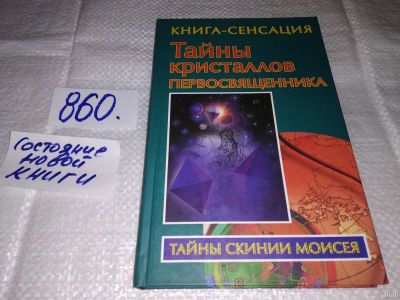 КНИГА-СЕНСАЦИЯ
Тайны
кристаллов
ПЕРВОСВЯЩЕННИКА
ТАЙНЫ СКИНИИ МОИСЕЯ
860.
Состояние
новой
книги